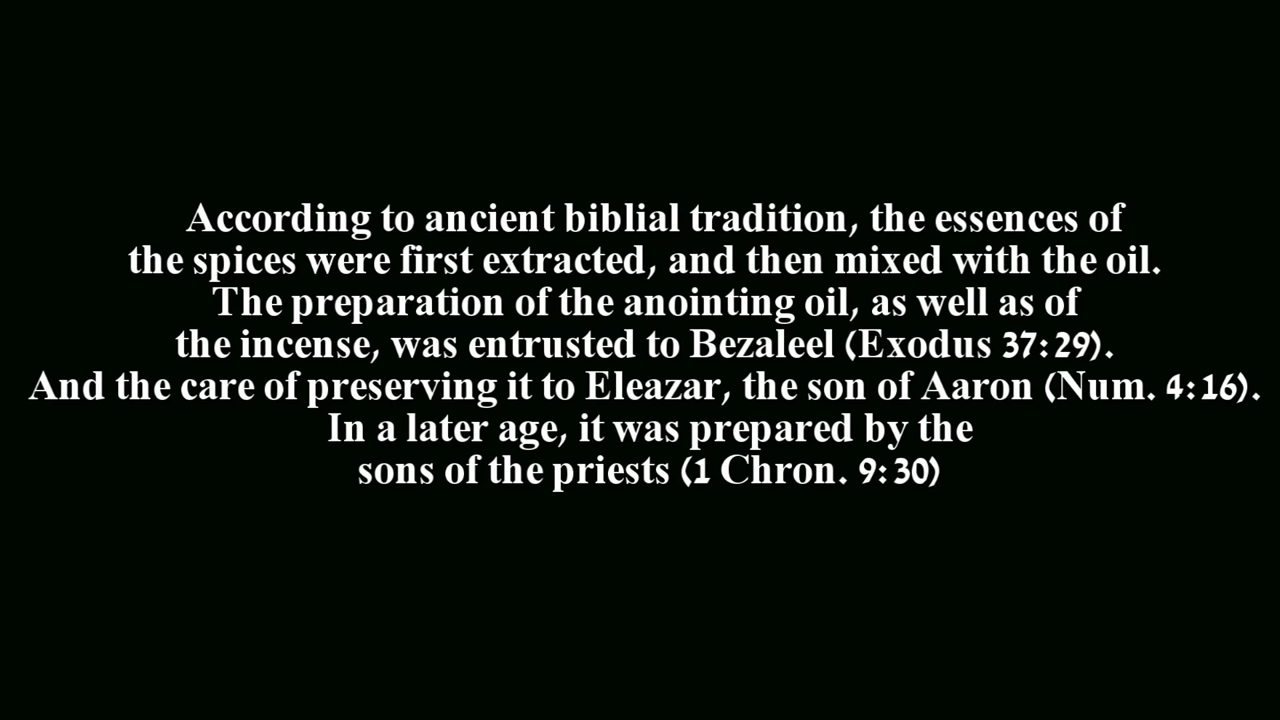 According to ancient biblial tradition, the essences of
the spices were first extracted, and then mixed with the oil.
The preparation of the anointing oil, as well as of
the incense, was entrusted to Bezaleel (Exodus 37:29).
And the care of preserving it to Eleazar, the son of Aaron (Num. 4:16).
In a later age, it was prepared by the
sons of the priests (1 Chron. 9:30)